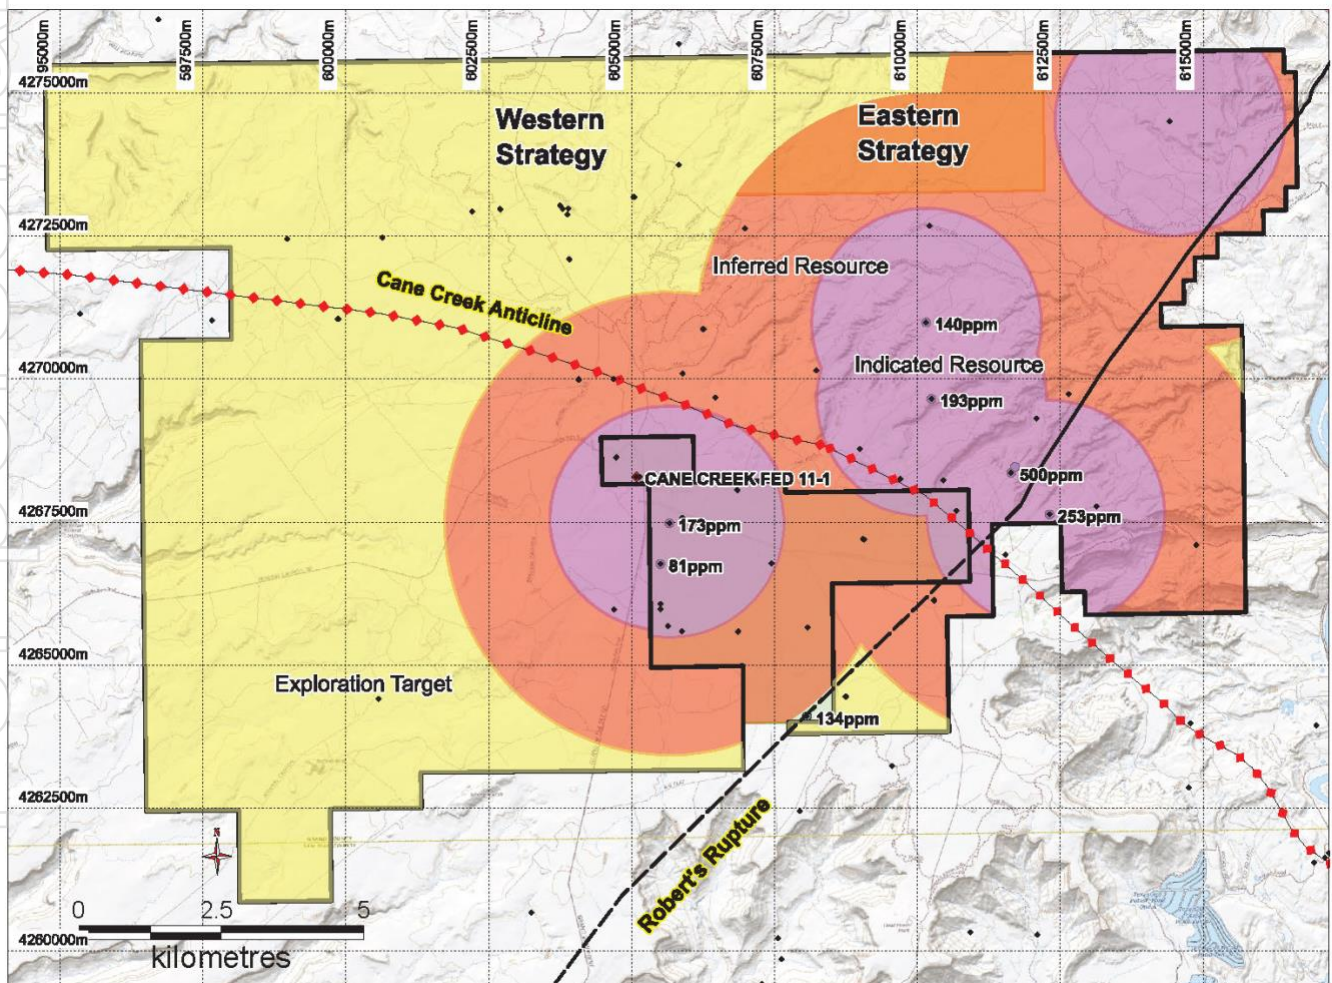 95000m
597500m
600000m
602500m
605000m
607500m
610000m
612500m
615000m
4275000m
Western
Strategy
Eastern
Strategy
4272500m
Inferred Resource
Cane Creek Anticline
140ppm
Indicated Resource
4270000m
193ppm
500ppm
CANE CREEK FED 11-1
4267500m
173ppm
253ppm
81ppm
4265000m
Exploration Target
134ppm
4262500m
Robert's Rupture
N
0 2.5 5
4260000m
kilometres